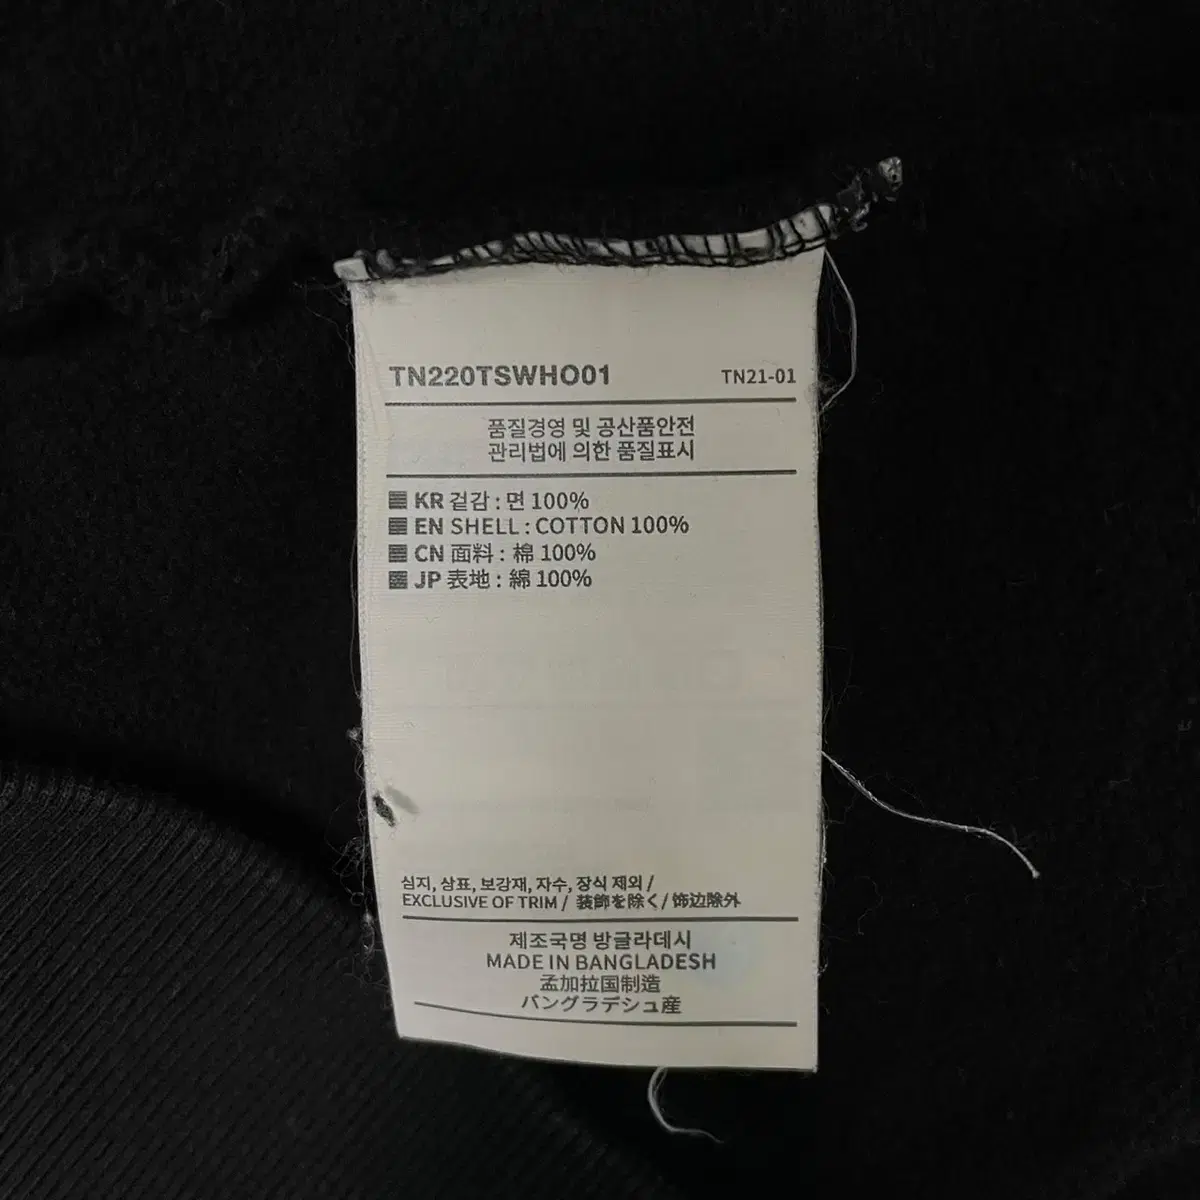 TN220TSWHO01 TN21-01
품질경영 및 공산품안전
관리법에 의한 품질표시
KR 겉감 : 면 100%
EN SHELL : COTTON 100%
CN 面料 : 棉 100%
JP 表地 : 綿 100%
심지, 상표, 보강재, 자수, 장식 제외 /
EXCLUSIVE OF TRIM / 装飾を除く / 饰边除外
제조국명 방글라데시
MADE IN BANGLADESH
孟加拉国制造
バングラデシュ産